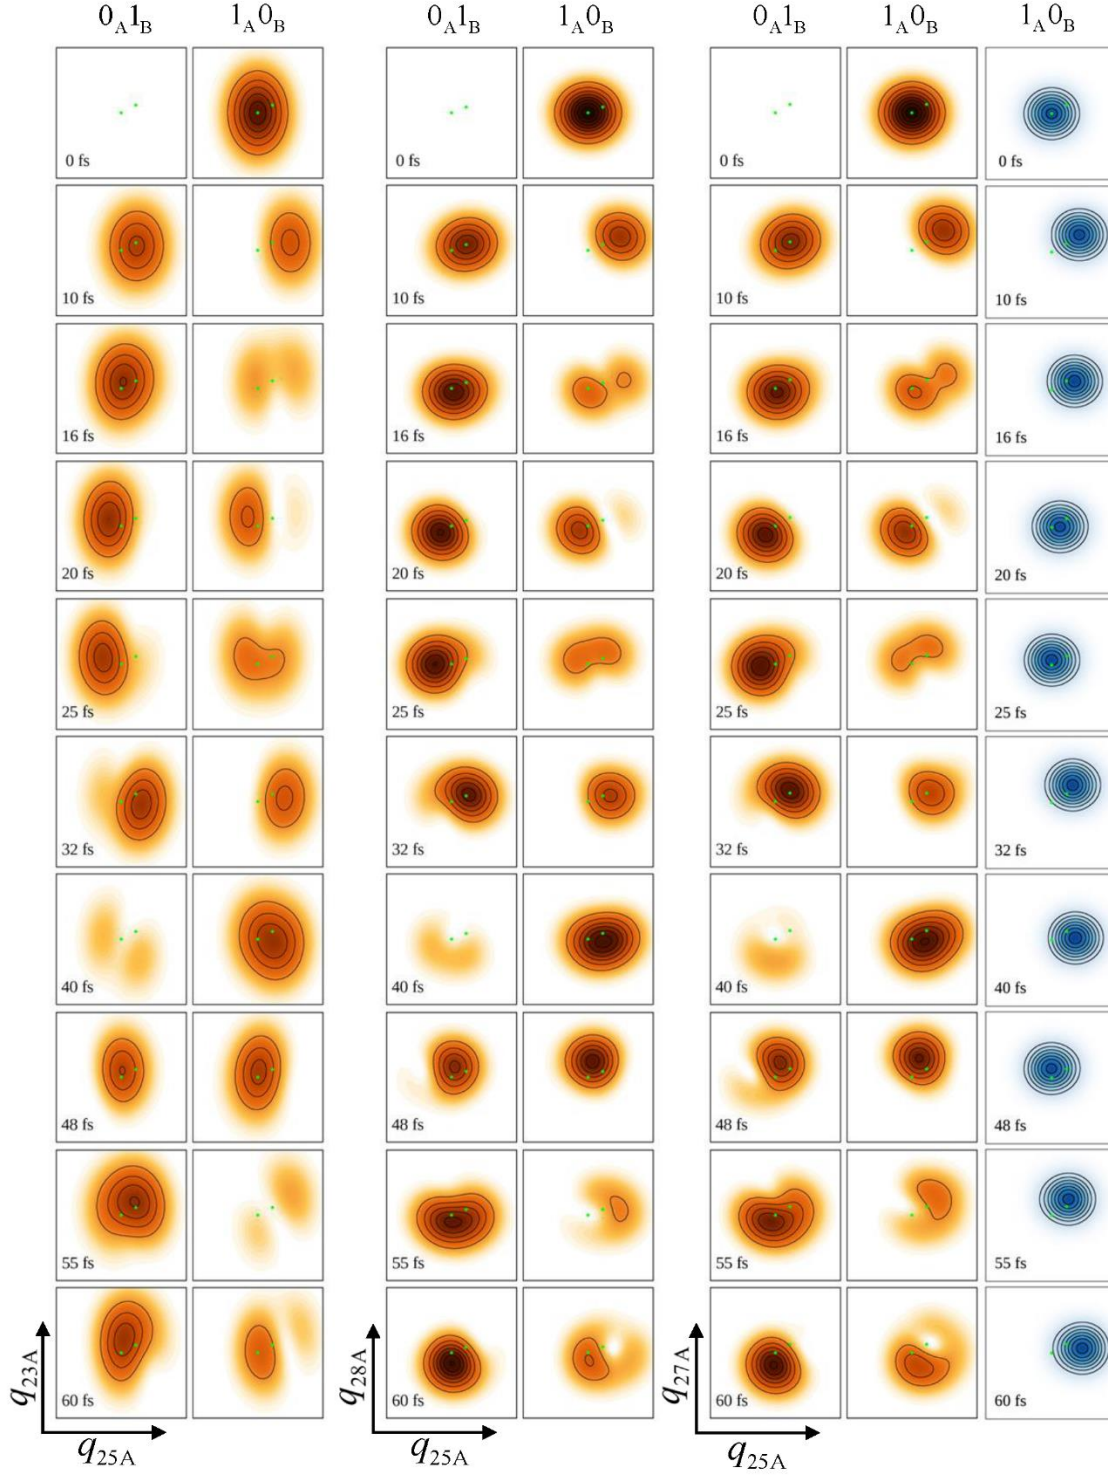 0A1B 1A0B 0A1B 1A0B 0A1B 1A0B 1A0B
0 fs 0 fs 0 fs 0 fs
10 fs 10 fs 10 fs 10 fs
16 fs 16 fs 16 fs 16 fs
20 fs 20 fs 20 fs 20 fs
25 fs 25 fs 25 fs 25 fs
32 fs 32 fs 32 fs 32 fs
40 fs 40 fs 40 fs 40 fs
48 fs 48 fs 48 fs 48 fs
55 fs 55 fs 55 fs 55 fs
60 fs 60 fs 60 fs 60 fs
q23A q28A q27A
q25A q25A q25A